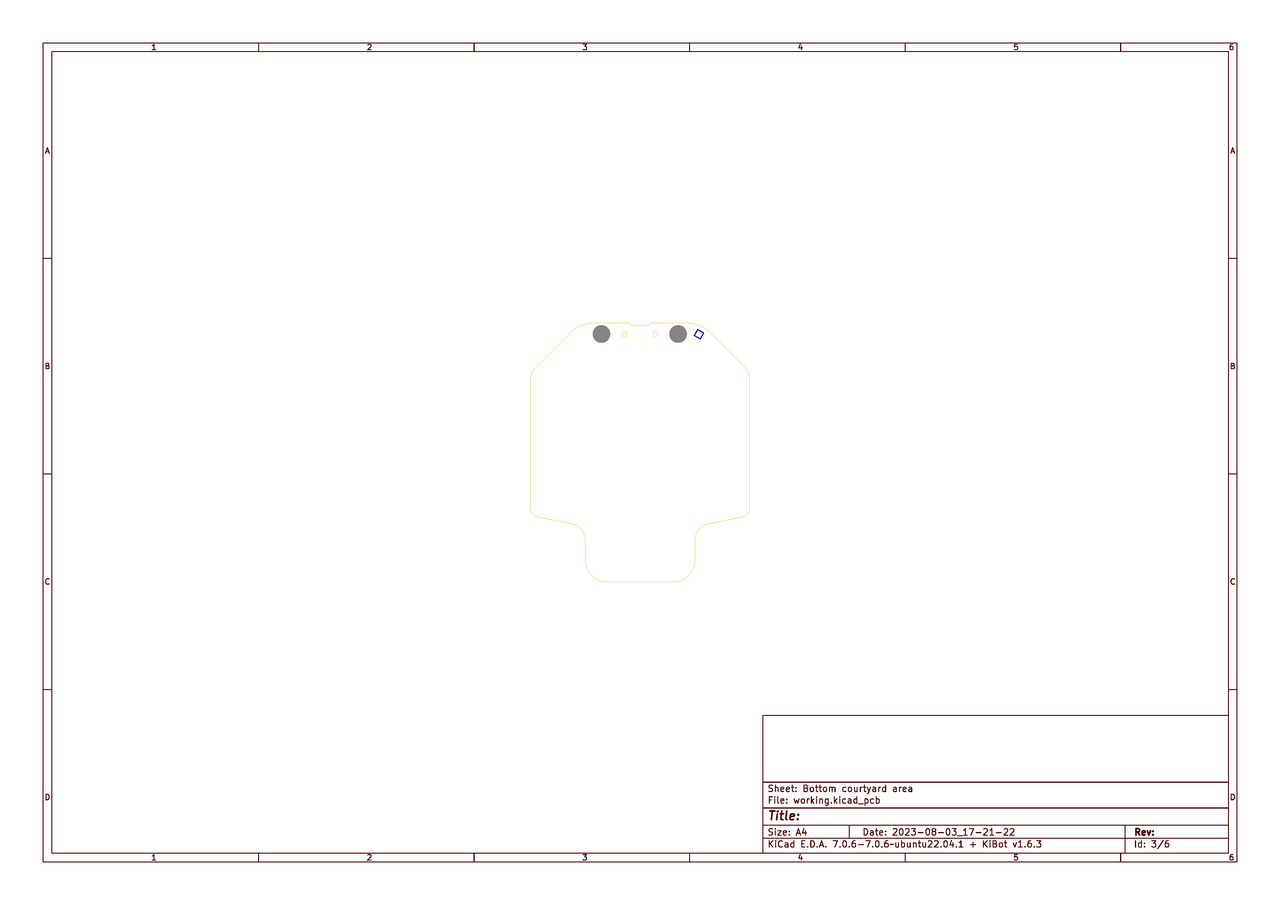 1 2 3 4 5 6
A A
B B
C C
D D
Sheet: Bottom courtyard area
File: working.kicad_pcb
Title:
Size: A4 Date: 2023-08-03_17-21-22 Rev:
KiCad E.D.A. 7.0.6-7.0.6~ubuntu22.04.1 + KiBot v1.6.3 Id: 3/6
1 2 3 4 5 6